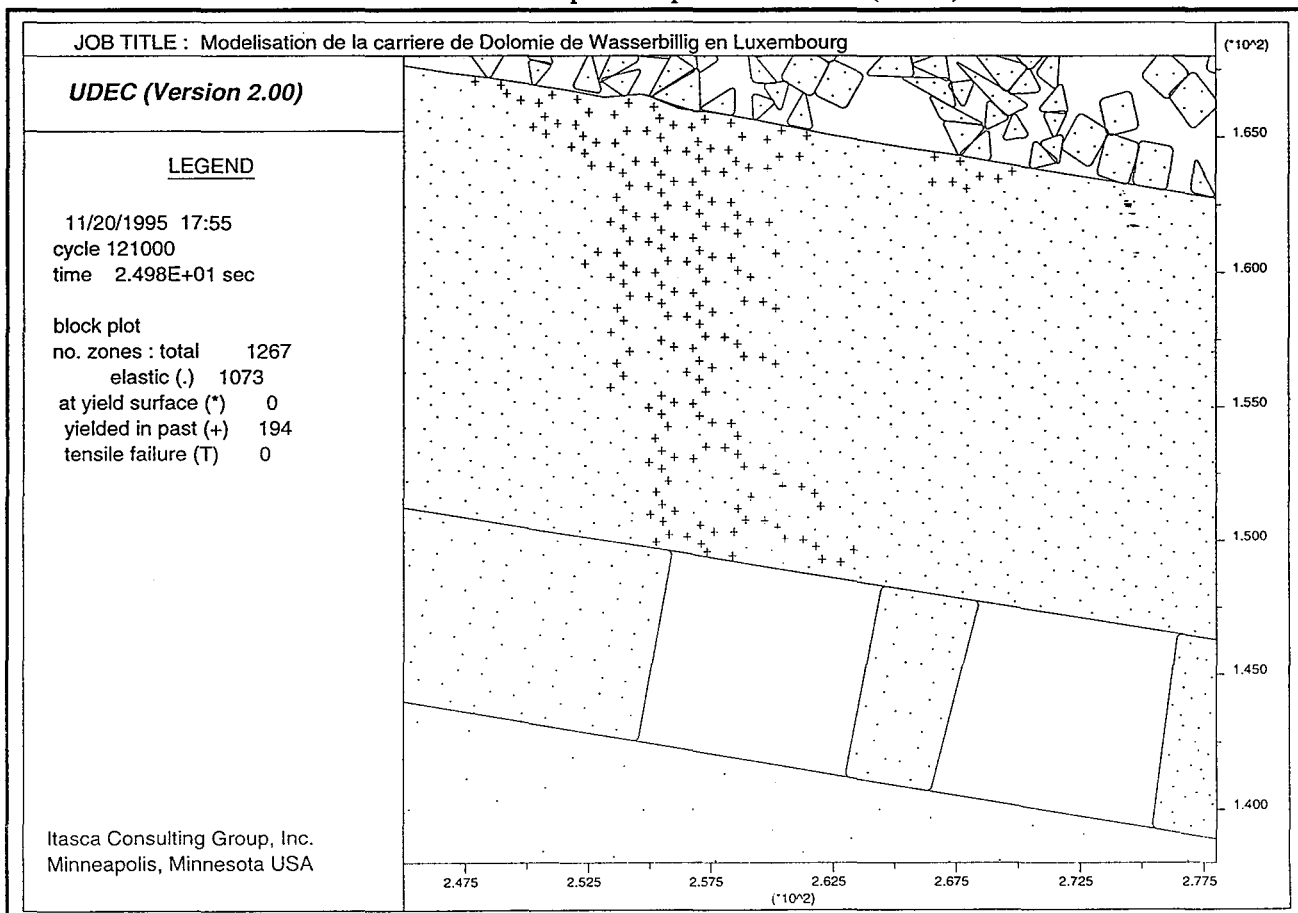 JOB TITLE : Modelisation de la carriere de Dolomie de Wasserbillig en Luxembourg
(*10^2)
UDEC (Version 2.00)
LEGEND
11/20/1995 17:55
cycle 121000
time 2.498E+01 sec
block plot
no. zones : total 1267
elastic (.) 1073
at yield surface (*) 0
yielded in past (+) 194
tensile failure (T) 0
Itasca Consulting Group, Inc.
Minneapolis, Minnesota USA
1.650
1.600
1.550
1.500
1.450
1.400
2.475 2.525 2.575 2.625 2.675 2.725 2.775
(*10^2)